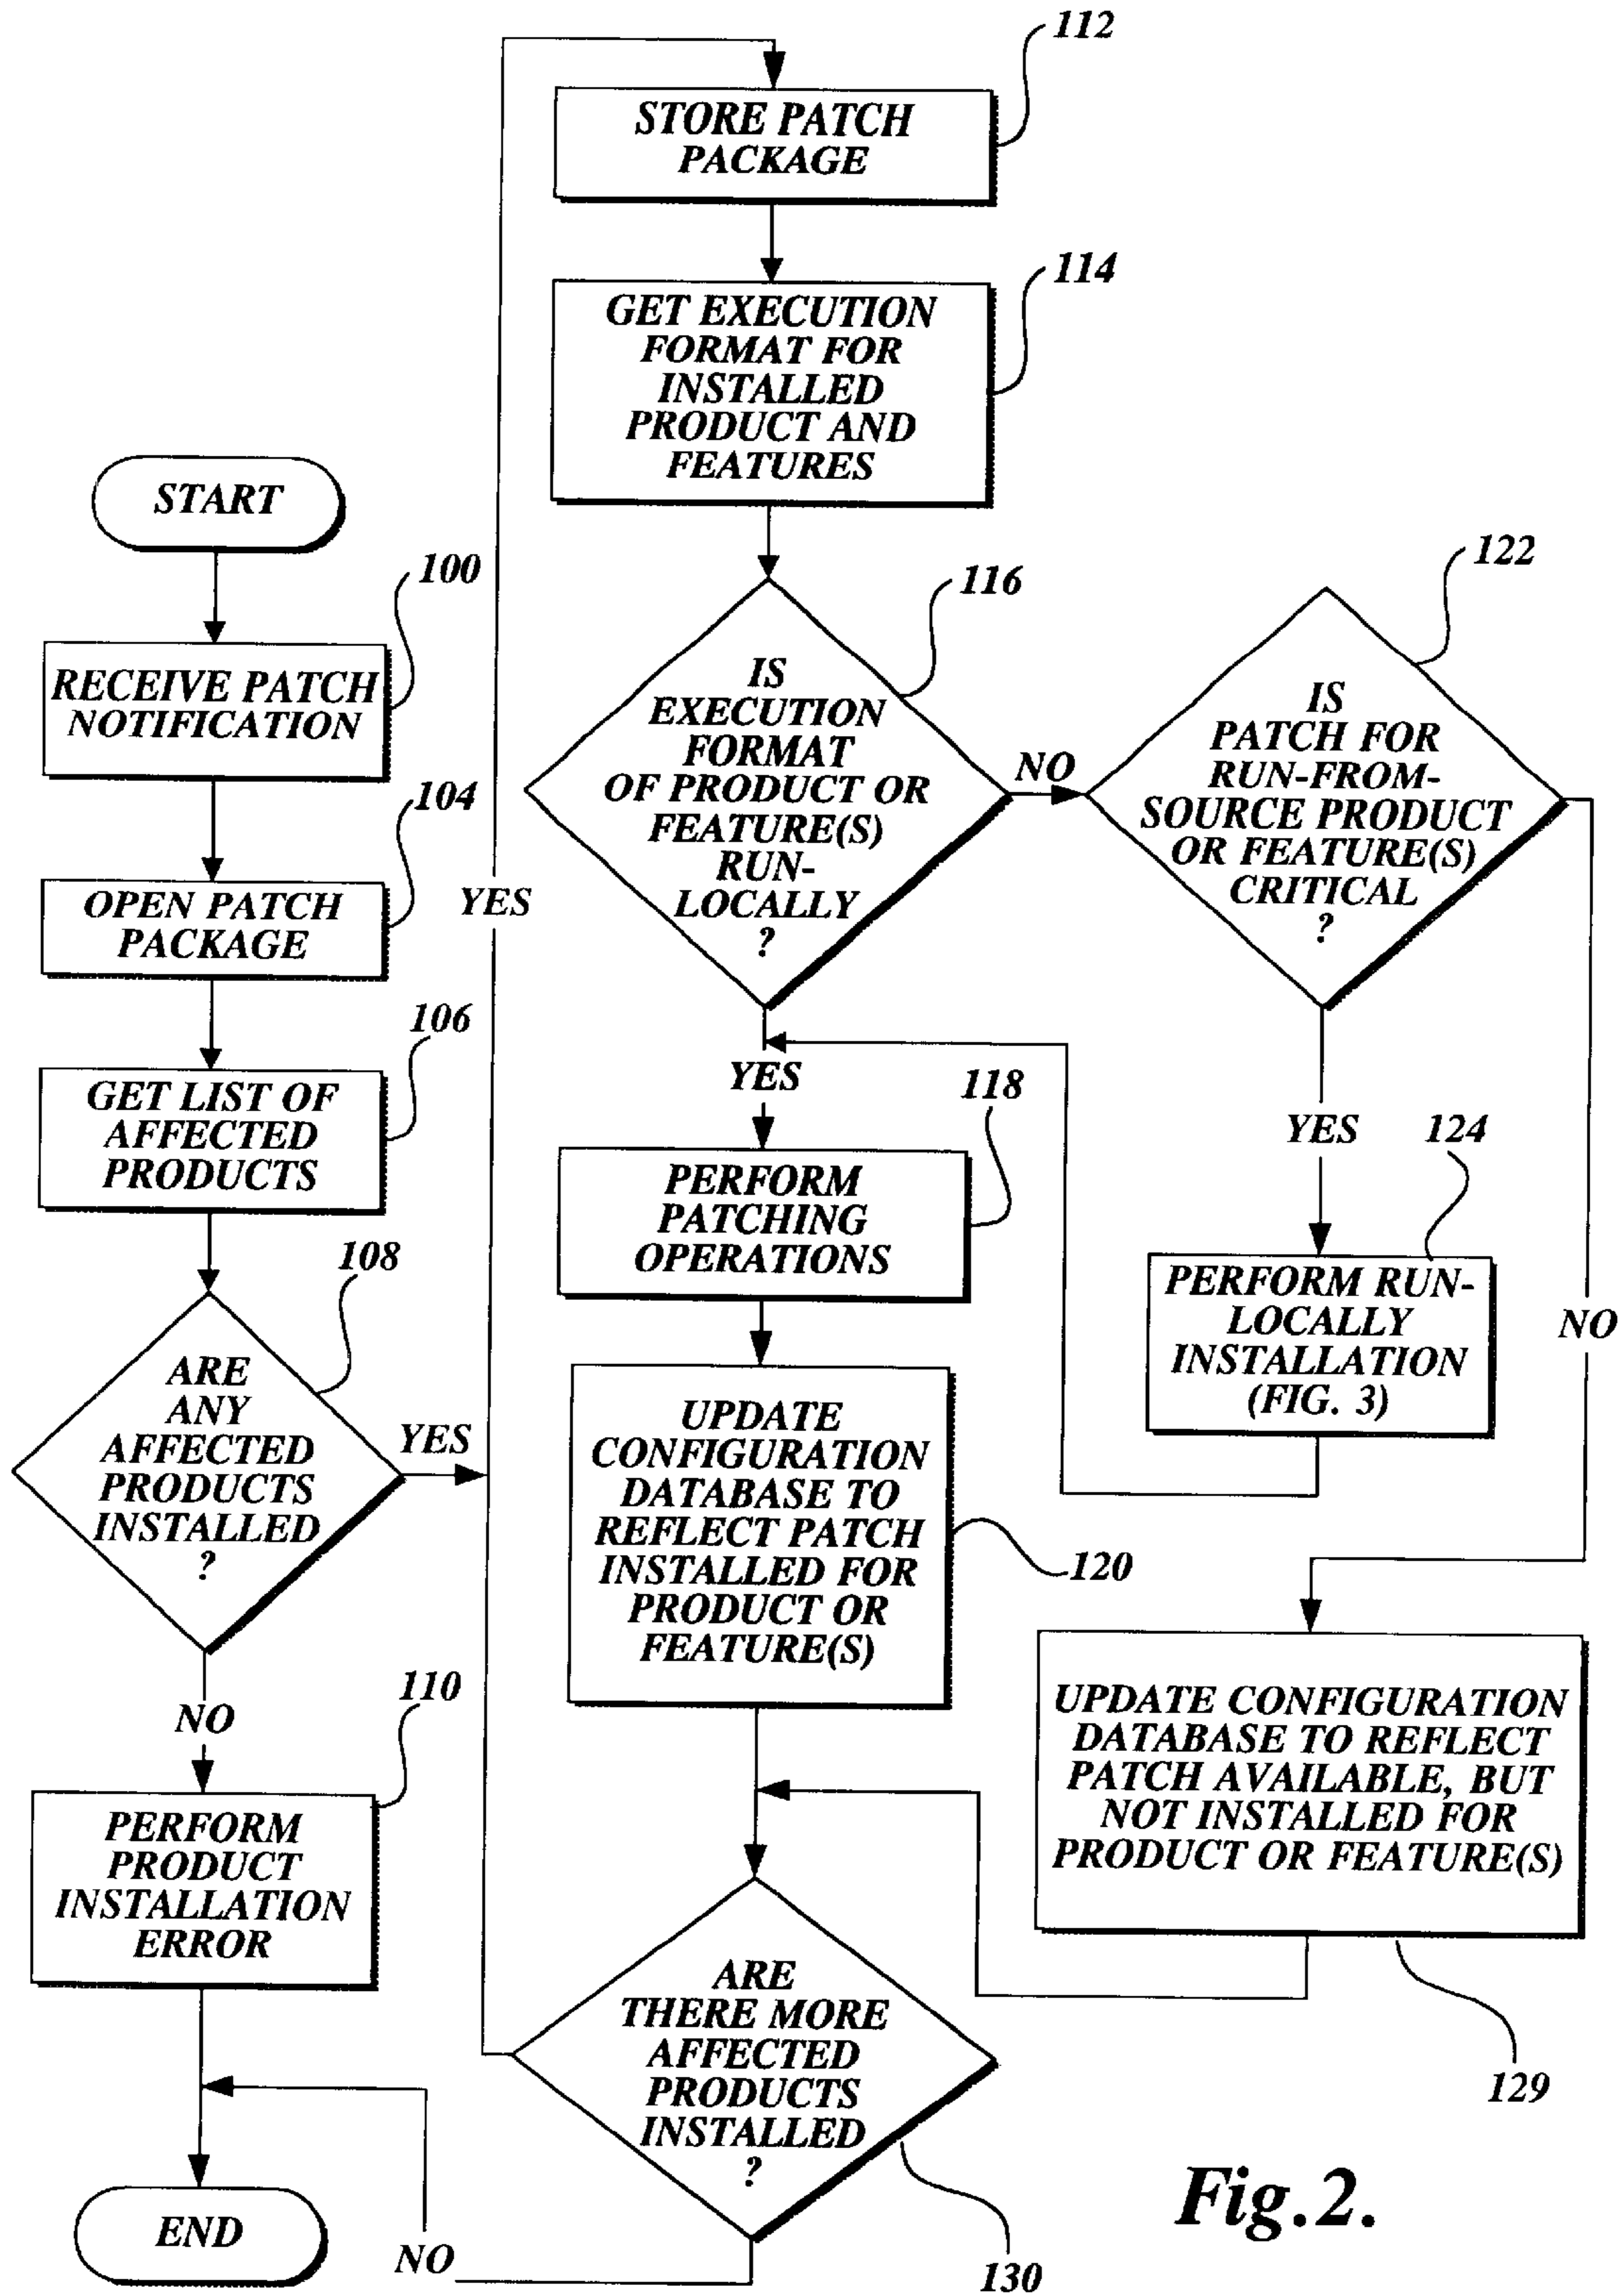 START
100
RECEIVE PATCH
NOTIFICATION
104
OPEN PATCH
PACKAGE
106
GET LIST OF
AFFECTED
PRODUCTS
108
ARE
ANY
AFFECTED
PRODUCTS
INSTALLED
?
YES
NO
110
PERFORM
PRODUCT
INSTALLATION
ERROR
END
YES
112
STORE PATCH
PACKAGE
114
GET EXECUTION
FORMAT FOR
INSTALLED
PRODUCT AND
FEATURES
116
IS
EXECUTION
FORMAT
OF PRODUCT OR
FEATURE(S)
RUN-
LOCALLY
?
NO
YES
118
PERFORM
PATCHING
OPERATIONS
UPDATE
CONFIGURATION
DATABASE TO
REFLECT PATCH
INSTALLED FOR
PRODUCT OR
FEATURE(S)
120
ARE
THERE MORE
AFFECTED
PRODUCTS
INSTALLED
?
NO
130
122
IS
PATCH FOR
RUN-FROM-
SOURCE PRODUCT
OR FEATURE(S)
CRITICAL
?
YES
124
PERFORM RUN-
LOCALLY
INSTALLATION
(FIG. 3)
NO
UPDATE CONFIGURATION
DATABASE TO REFLECT
PATCH AVAILABLE, BUT
NOT INSTALLED FOR
PRODUCT OR FEATURE(S)
129
Fig.2.